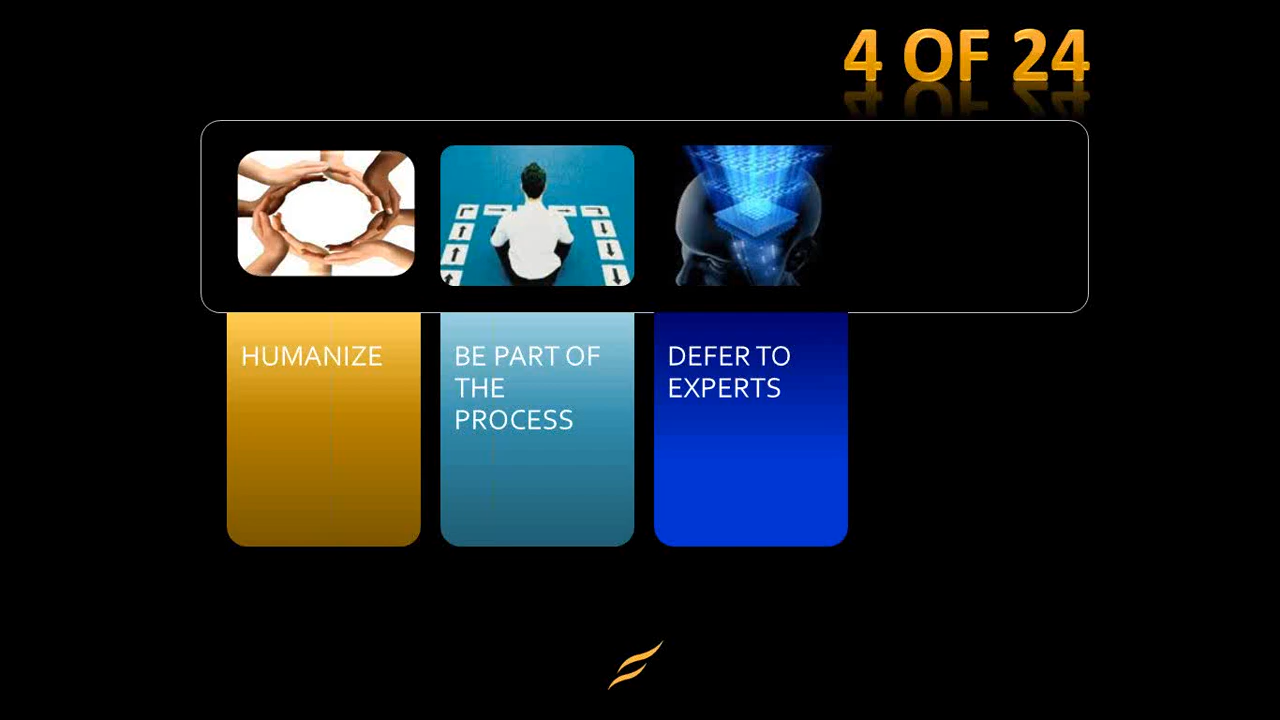 4 OF 24
HUMANIZE
BE PART OF
THE
PROCESS
DEFER TO
EXPERTS